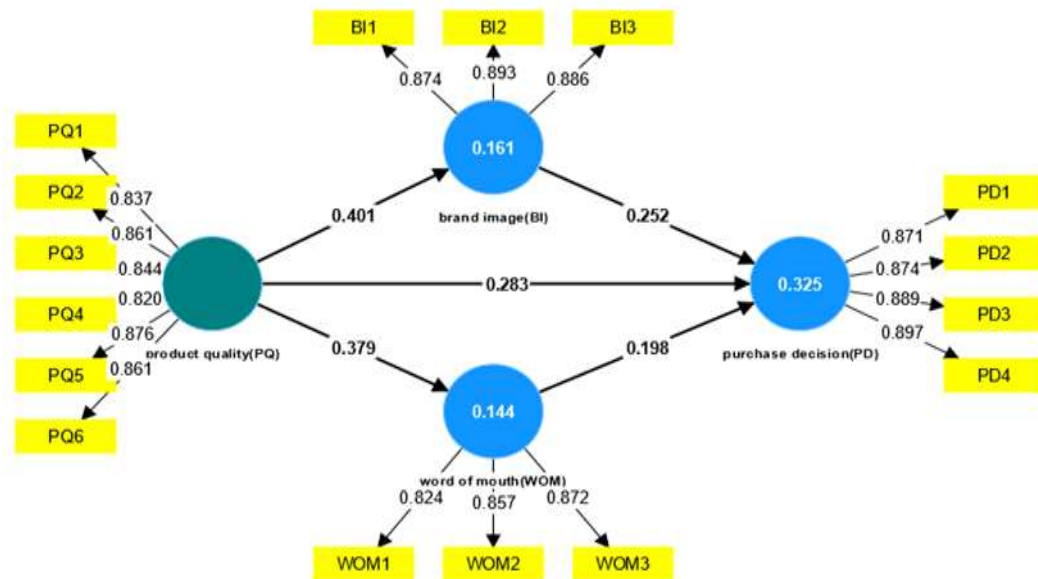 BI1
BI2
BI3
0.874
0.893
0.886
PQ1
PQ2
PQ3
PQ4
PQ5
PQ6
0.837
0.861
0.844
0.820
0.876
0.861
product quality(PQ)
0.161
brand image(BI)
0.401
0.252
0.283
0.379
0.198
0.144
word of mouth(WOM)
0.824
0.857
0.872
WOM1
WOM2
WOM3
0.325
purchase decision(PD)
0.871
0.874
0.889
0.897
PD1
PD2
PD3
PD4